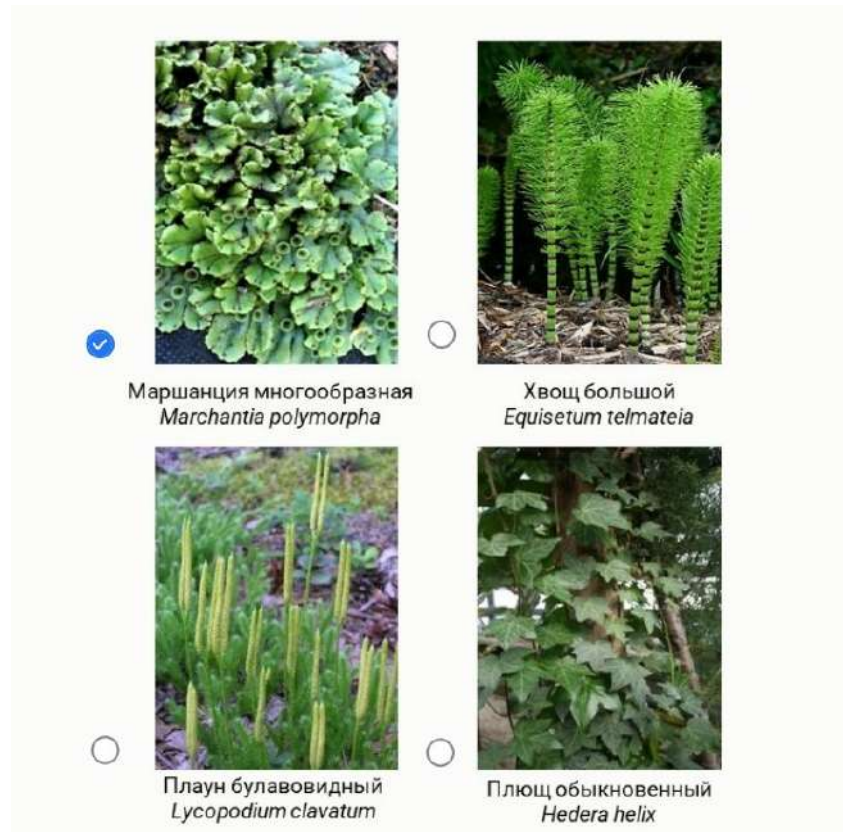 Маршанция многообразная
Marchantia polymorpha
Хвощ большой
Equisetum telmateia
Плаун булавовидный
Lycopodium clavatum
Плющ обыкновенный
Hedera helix